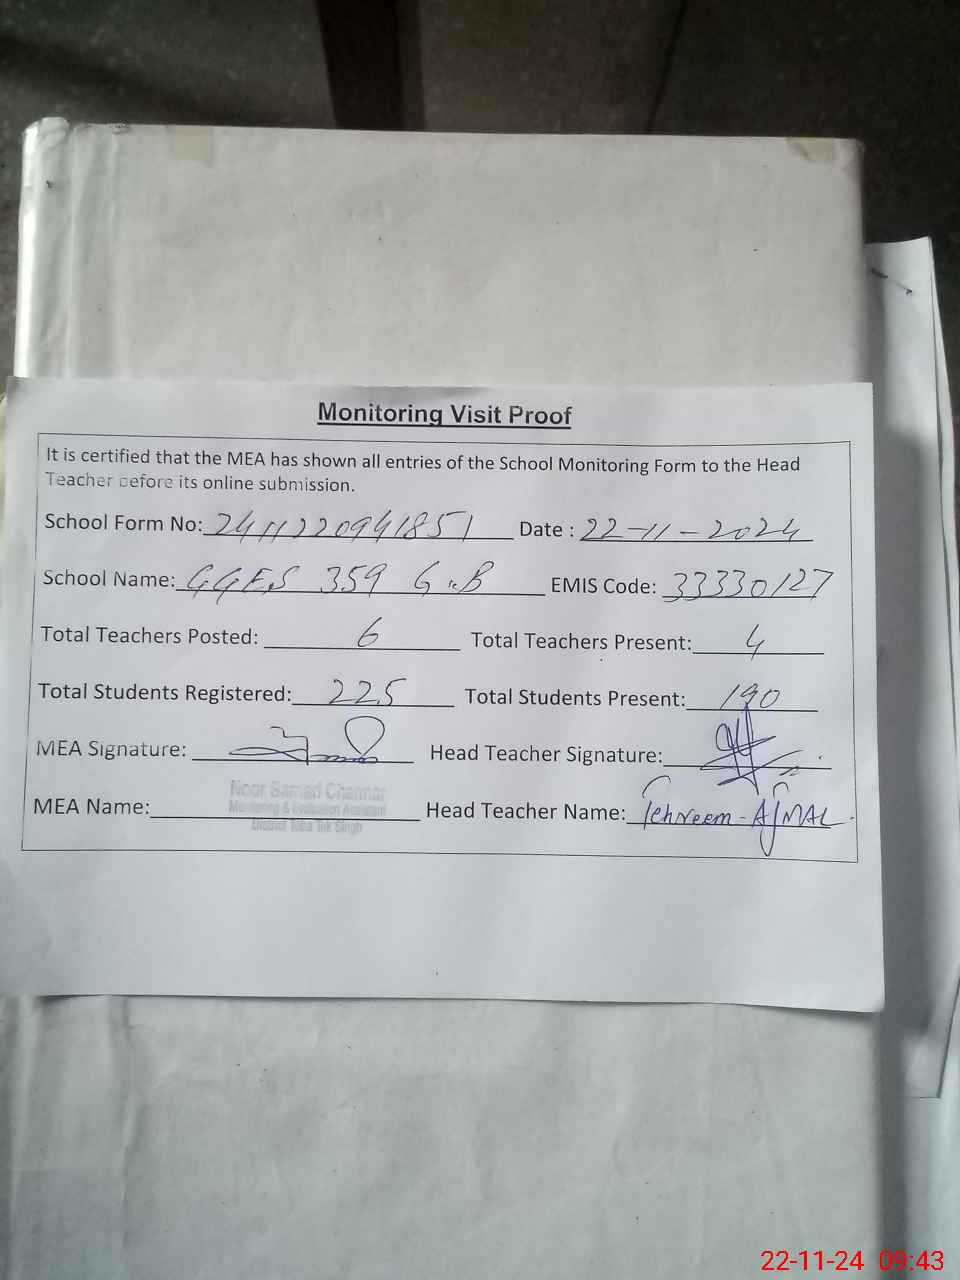 Monitoring Visit Proof
It is certified that the MEA has shown all entries of the School Monitoring Form to the Head
Teacher before its online submission.
School Form No: 2411220941851 Date : 22-11-2024
School Name: GGES 359 G.B EMIS Code: 33330127
Total Teachers Posted: 6 Total Teachers Present: 4
Total Students Registered: 225 Total Students Present: 190
MEA Signature: Head Teacher Signature:
Noor Samad Channar
MEA Name: Monitoring & Evaluation Assistant Head Teacher Name: Tehreem-AJMAL.
District Toba Tek Singh
22-11-24 09:43